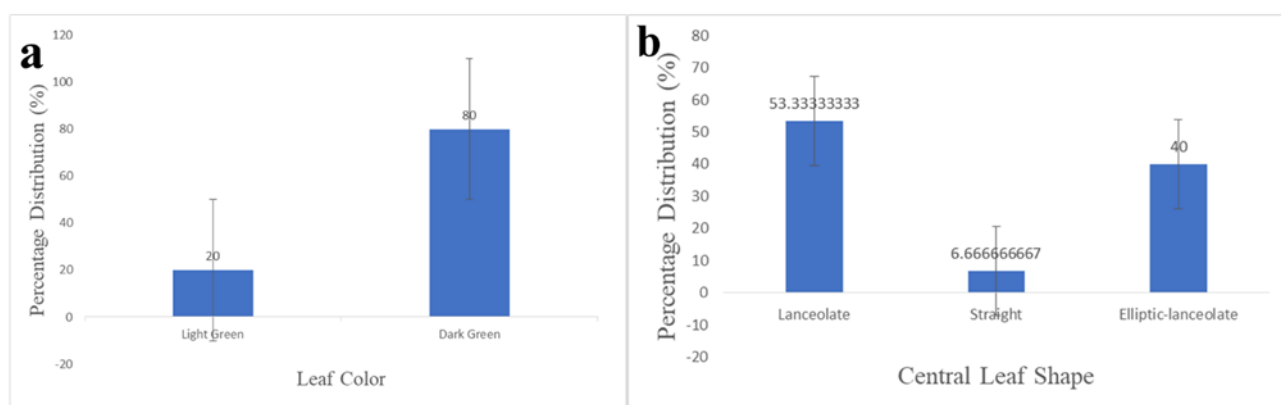 a
120
100
80
60
40
20
0
-20
Percentage Distribution (%)
20
80
Light Green
Dark Green
Leaf Color
b
80
70
60
50
40
30
20
10
0
-10
-20
Percentage Distribution (%)
53.33333333
6.666666667
40
Lanceolate
Straight
Elliptic-lanceolate
Central Leaf Shape